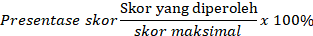 Presentase skor Skor yang diperoleh / skor maksimal x 100%